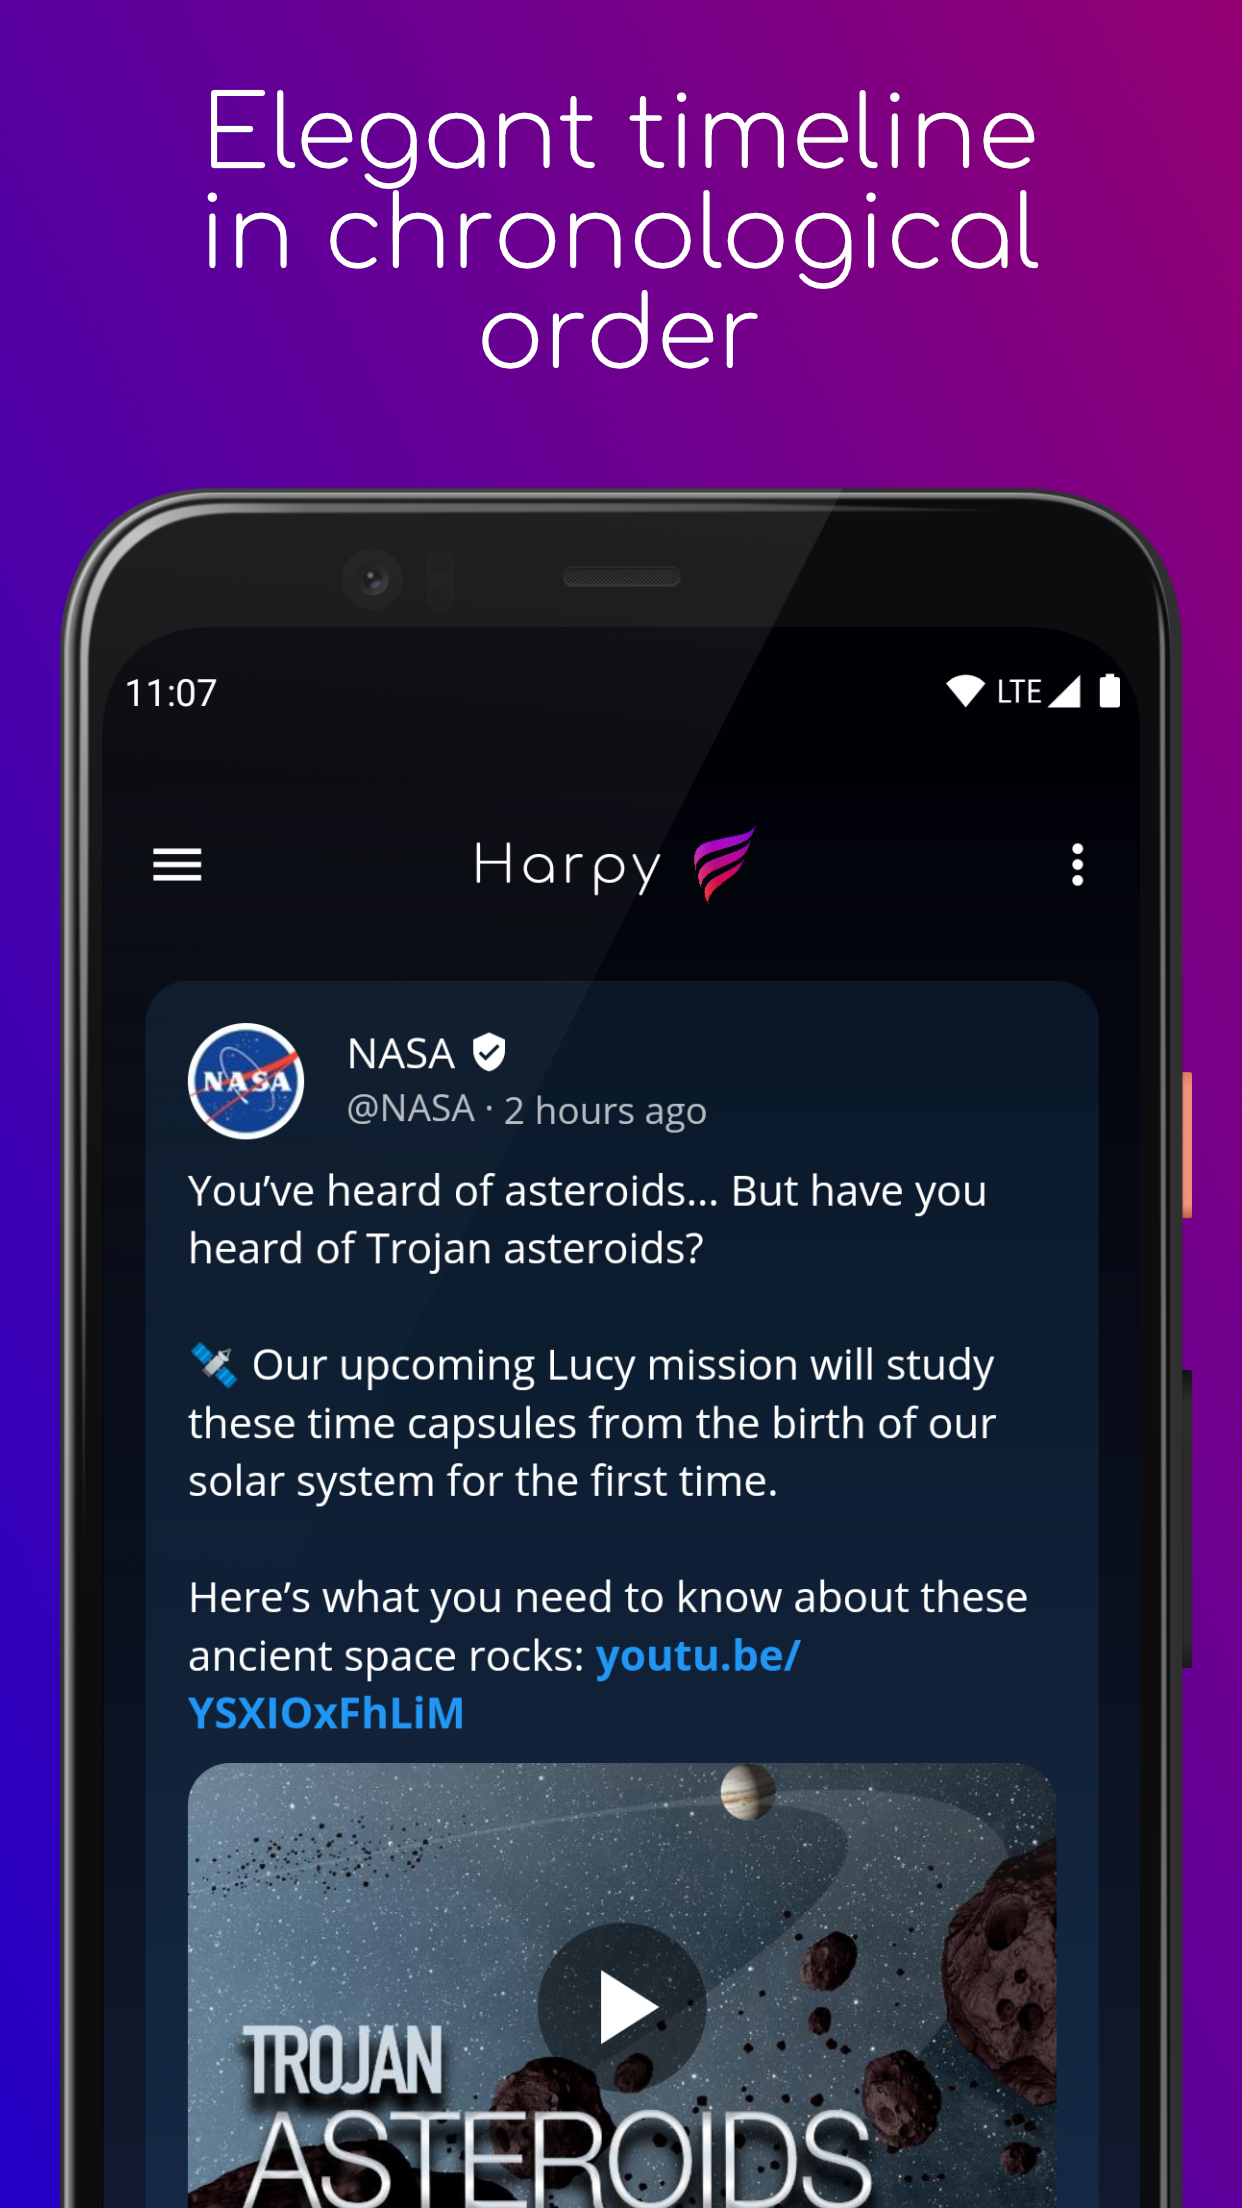 Elegant timeline
in chronological
order
11:07
LTE
Harpy
NASA
NASA
@NASA · 2 hours ago
You’ve heard of asteroids... But have you
heard of Trojan asteroids?
🛰 Our upcoming Lucy mission will study
these time capsules from the birth of our
solar system for the first time.
Here’s what you need to know about these
ancient space rocks: youtu.be/
YSXIOxFhLiM
TROJAN
ASTEROIDS